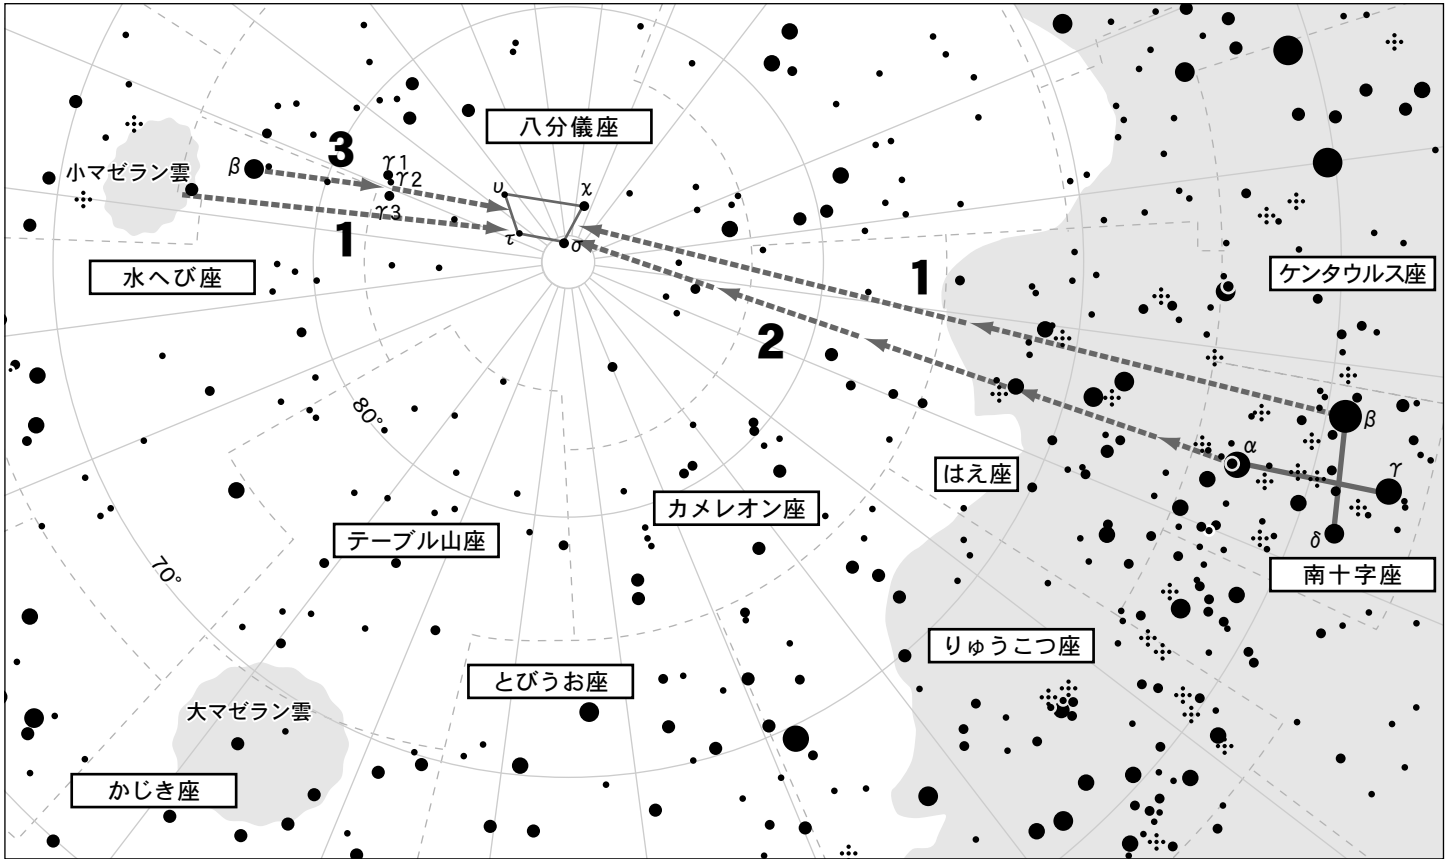 八分儀座
小マゼラン雲
β
3
γ1
γ2
γ3
1
υ
χ
τ
σ
水へび座
1
ケンタウルス座
2
80°
β
α
γ
δ
はえ座
カメレオン座
テーブル山座
70°
南十字座
りゅうこつ座
とびうお座
大マゼラン雲
かじき座